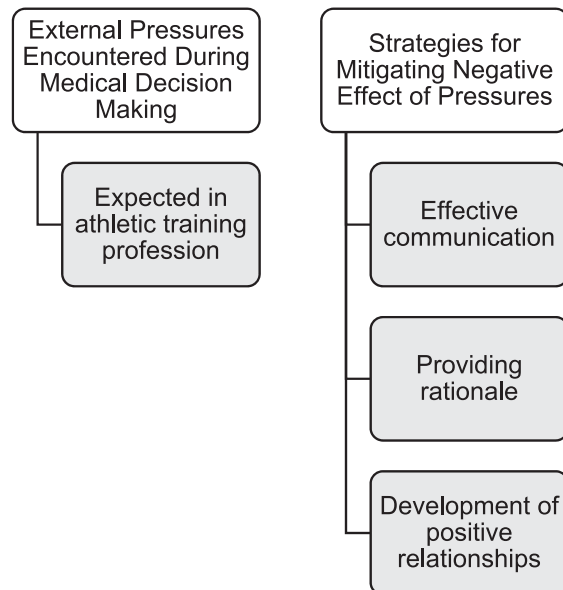 External Pressures
Encountered During
Medical Decision
Making
Expected in
athletic training
profession
Strategies for
Mitigating Negative
Effect of Pressures
Effective
communication
Providing
rationale
Development of
positive
relationships